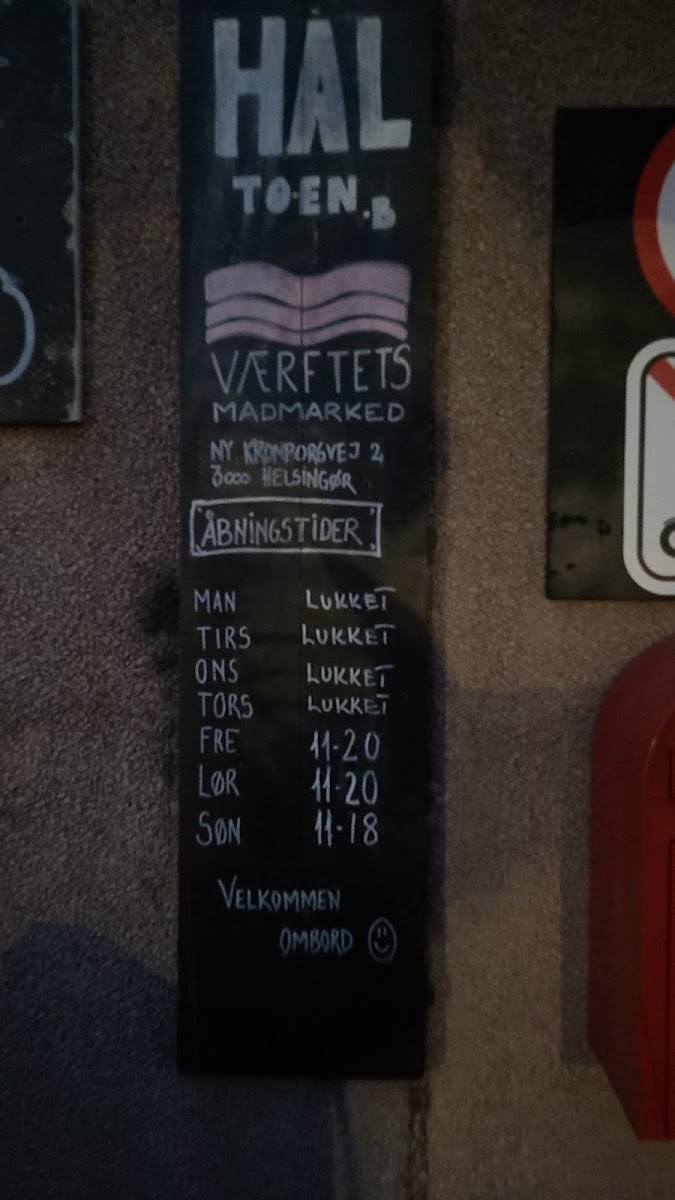 HAL
TO-EN.B
VÆRFTETS
MADMARKED
NY KRONBORGVEJ 2
3000 HELSINGØR
ÅBNINGSTIDER
MAN LUKKET
TIRS LUKKET
ONS LUKKET
TORS LUKKET
FRE 11-20
LØR 11-20
SØN 11-18
VELKOMMEN
OMBORD